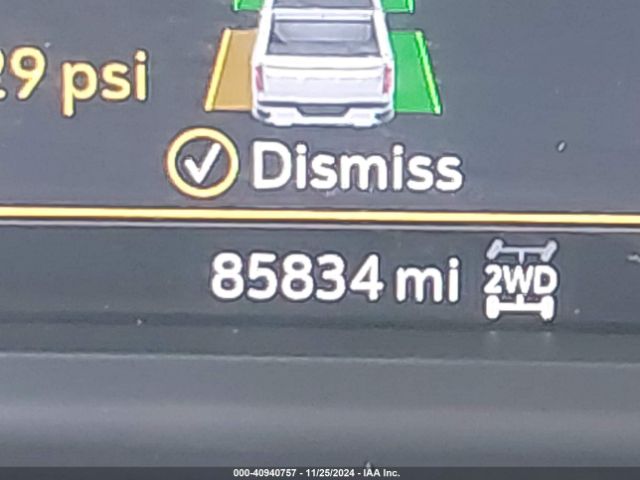 29 psi
Dismiss
85834 mi 2WD
000-40940757 - 11/25/2024 - IAA Inc.